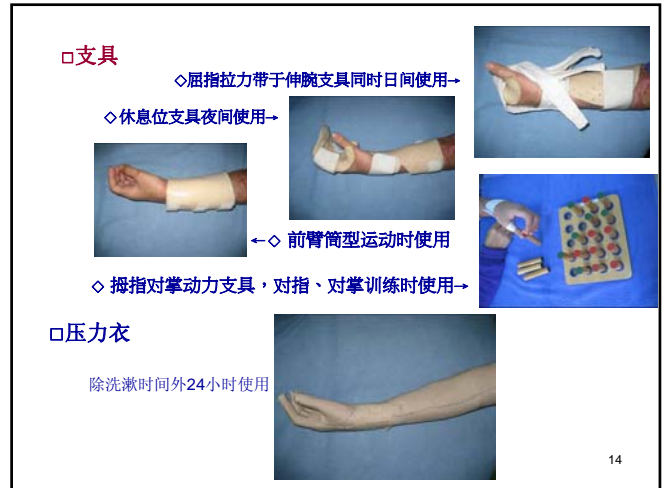 □支具
◇屈指拉力带于伸腕支具同时日间使用→
◇休息位支具夜间使用→
←◇ 前臂筒型运动时使用
◇ 拇指对掌动力支具，对指、对掌训练时使用→
□压力衣
除洗漱时间外24小时使用
14